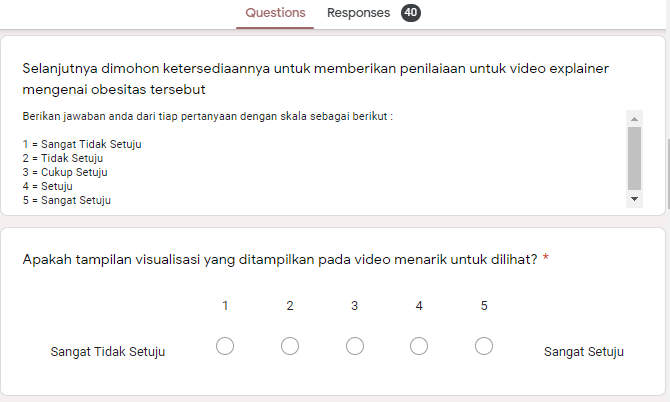 Questions Responses 40
Selanjutnya dimohon ketersediaannya untuk memberikan penilaiaan untuk video explainer
mengenai obesitas tersebut
Berikan jawaban anda dari tiap pertanyaan dengan skala sebagai berikut :
1 = Sangat Tidak Setuju
2 = Tidak Setuju
3 = Cukup Setuju
4 = Setuju
5 = Sangat Setuju
Apakah tampilan visualisasi yang ditampilkan pada video menarik untuk dilihat? *
1 2 3 4 5
Sangat Tidak Setuju Sangat Setuju